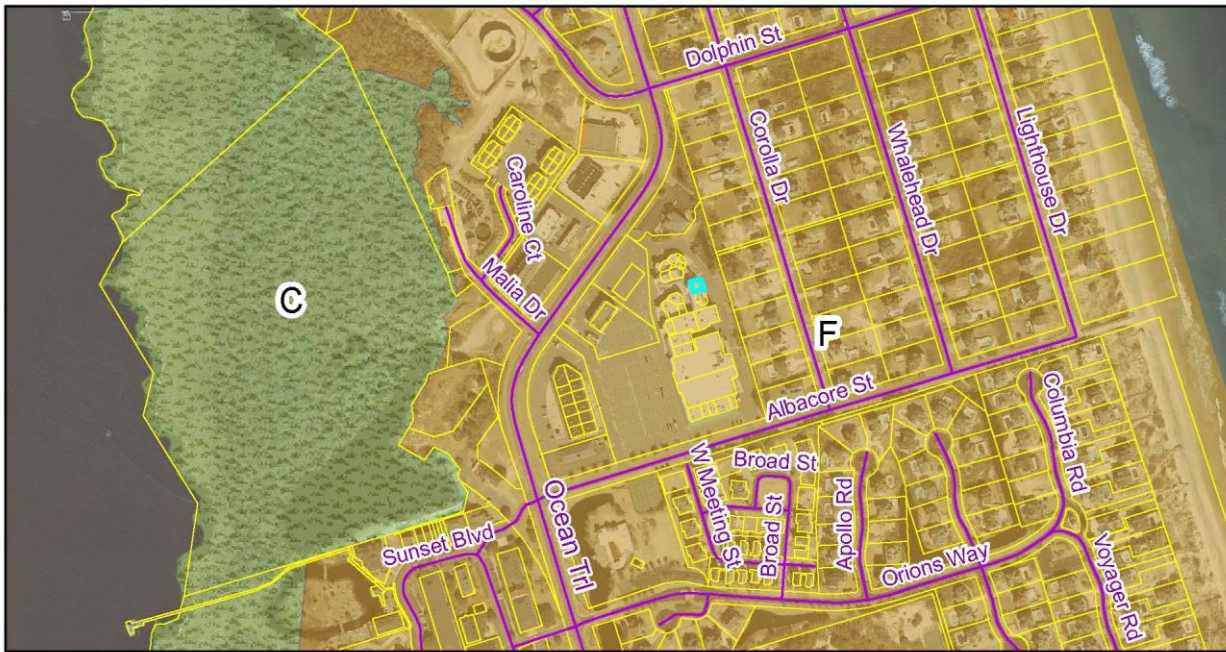 Dolphin St
Corolla Dr
Whalehead Dr
Lighthouse Dr
Caroline Ct
Malia Dr
C
F
Albacore St
Columbia Rd
W Meeting St
Broad St
Broad St
Apollo Rd
Ocean Trl
Sunset Blvd
Orions Way
Voyager Rd